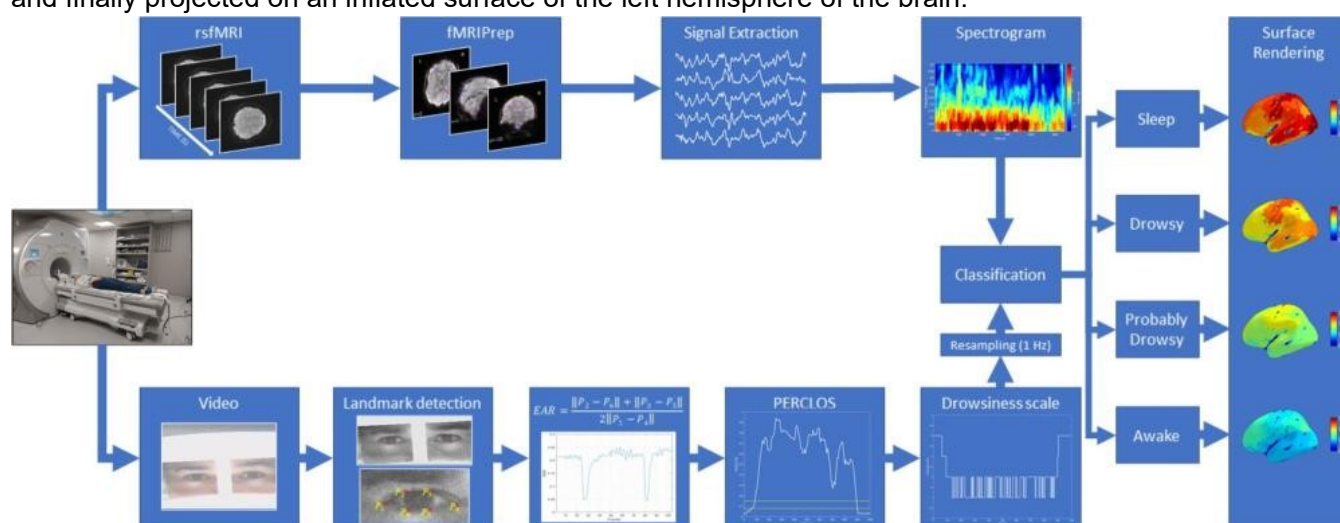 and finally projected on an inflated surface of the left hemisphere of the brain.
rsfMRI
fMRIPrep
Signal Extraction
Spectrogram
Surface
Rendering
Sleep
Drowsy
Classification
Probably
Drowsy
Resampling (1 Hz)
Awake
Video
Landmark detection
EAR =
PERCLOS
Drowsiness scale